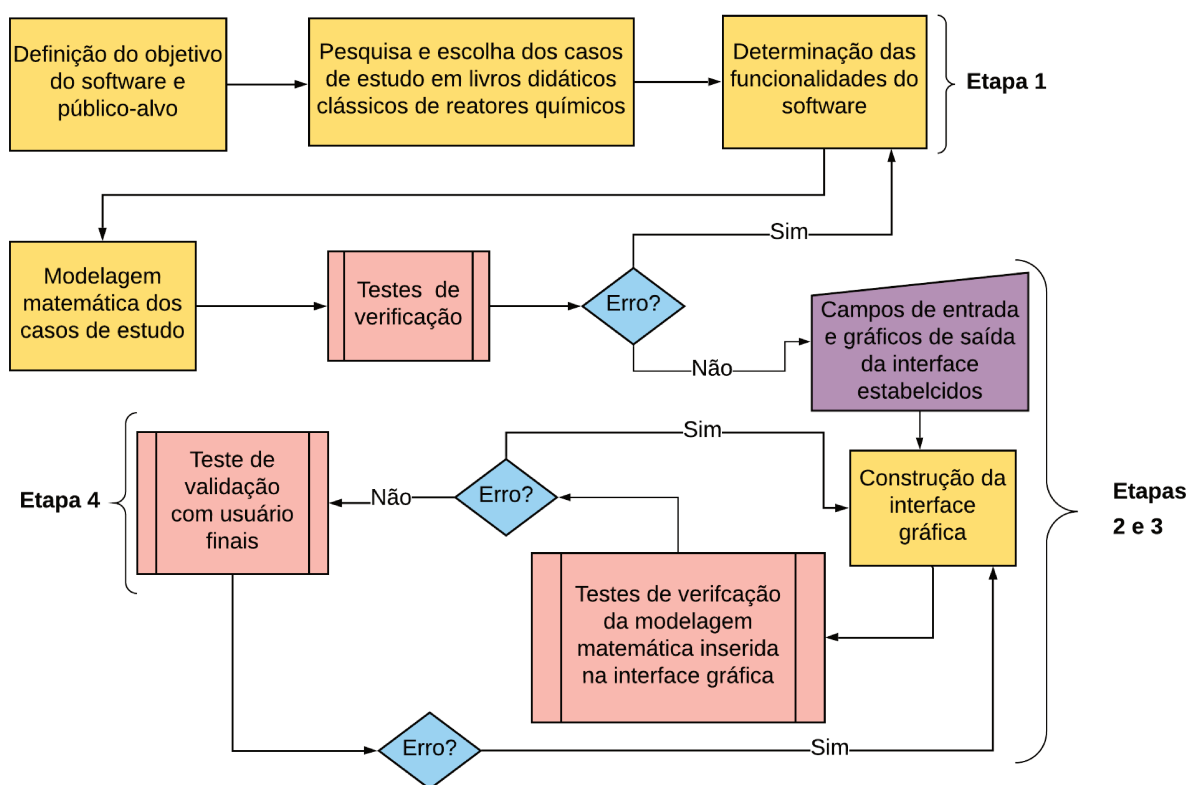 Definição do objetivo
do software e
público-alvo
Pesquisa e escolha dos casos
de estudo em livros didáticos
clássicos de reatores químicos
Determinação das
funcionalidades do
software
Etapa 1
Sim
Modelagem
matemática dos
casos de estudo
Testes de
verificação
Erro?
Não
Campos de entrada
e gráficos de saída
da interface
estabelcidos
Sim
Etapa 4
Teste de
validação
com usuário
finais
Não
Erro?
Construção da
interface
gráfica
Etapas
2 e 3
Testes de verifcação
da modelagem
matemática inserida
na interface gráfica
Erro?
Sim